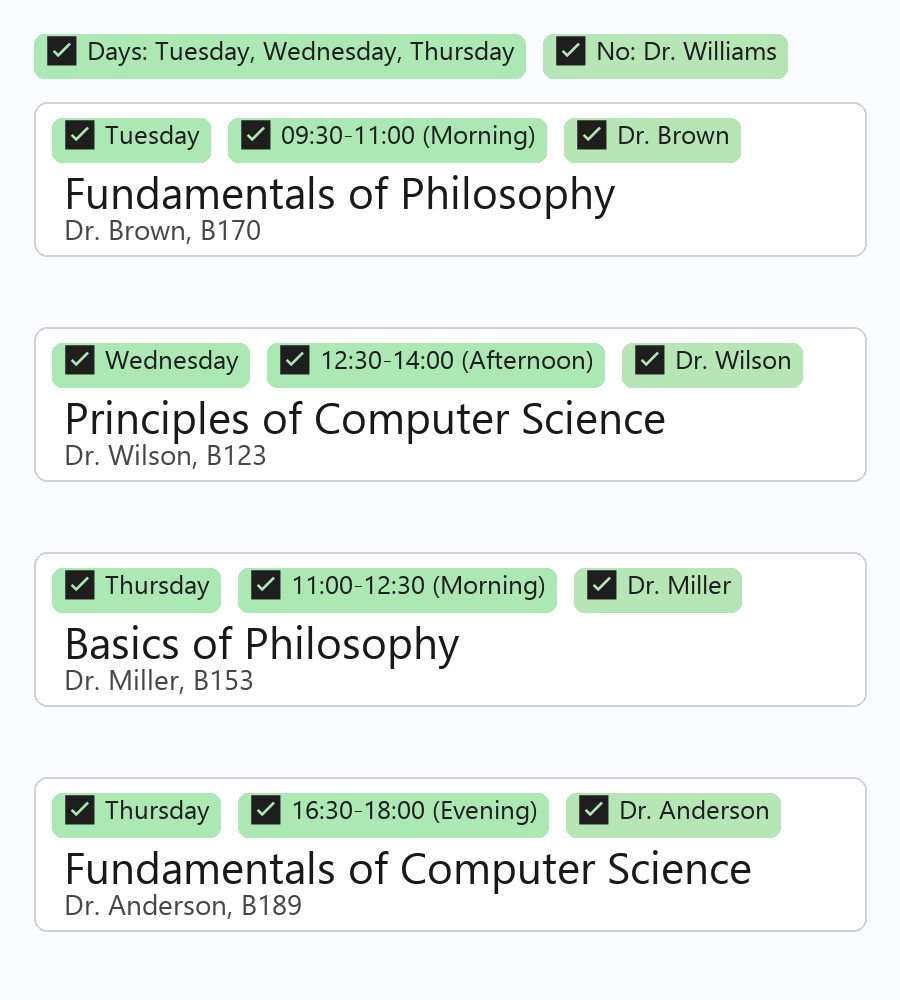 Days: Tuesday, Wednesday, Thursday No: Dr. Williams
Tuesday 09:30-11:00 (Morning) Dr. Brown
Fundamentals of Philosophy
Dr. Brown, B170
Wednesday 12:30-14:00 (Afternoon) Dr. Wilson
Principles of Computer Science
Dr. Wilson, B123
Thursday 11:00-12:30 (Morning) Dr. Miller
Basics of Philosophy
Dr. Miller, B153
Thursday 16:30-18:00 (Evening) Dr. Anderson
Fundamentals of Computer Science
Dr. Anderson, B189